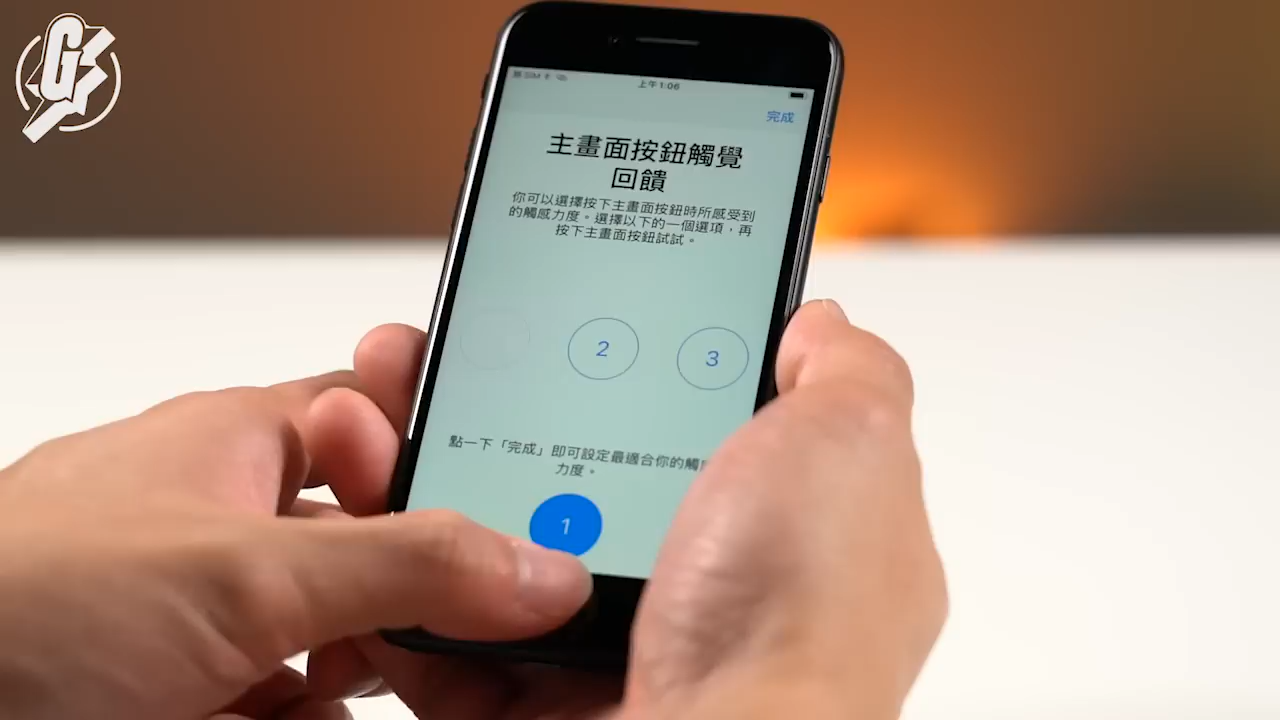 G
無 SIM
上午1:06
完成
主畫面按鈕觸覺
回饋
你可以選擇按下主畫面按鈕時所感受到
的觸感力度。選擇以下的一個選項，再
按下主畫面按鈕試試。
2
3
點一下「完成」即可設定最適合你的觸
力度。
1